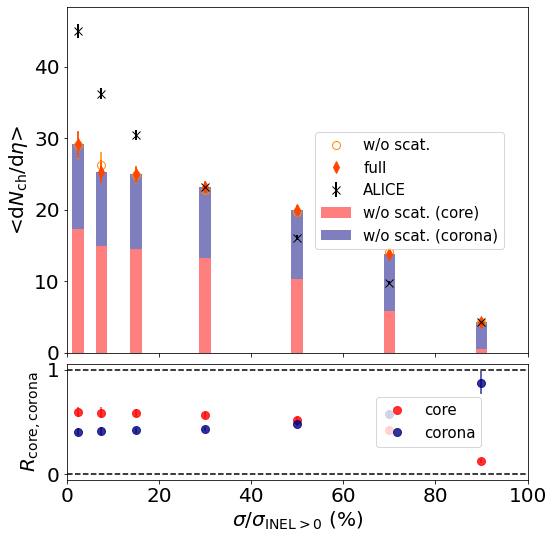 <dN_ch/dη>
40
30
20
10
0
w/o scat.
full
ALICE
w/o scat. (core)
w/o scat. (corona)
R_core, corona
1
0
core
corona
0 20 40 60 80 100
σ/σ_INEL>0 (%)